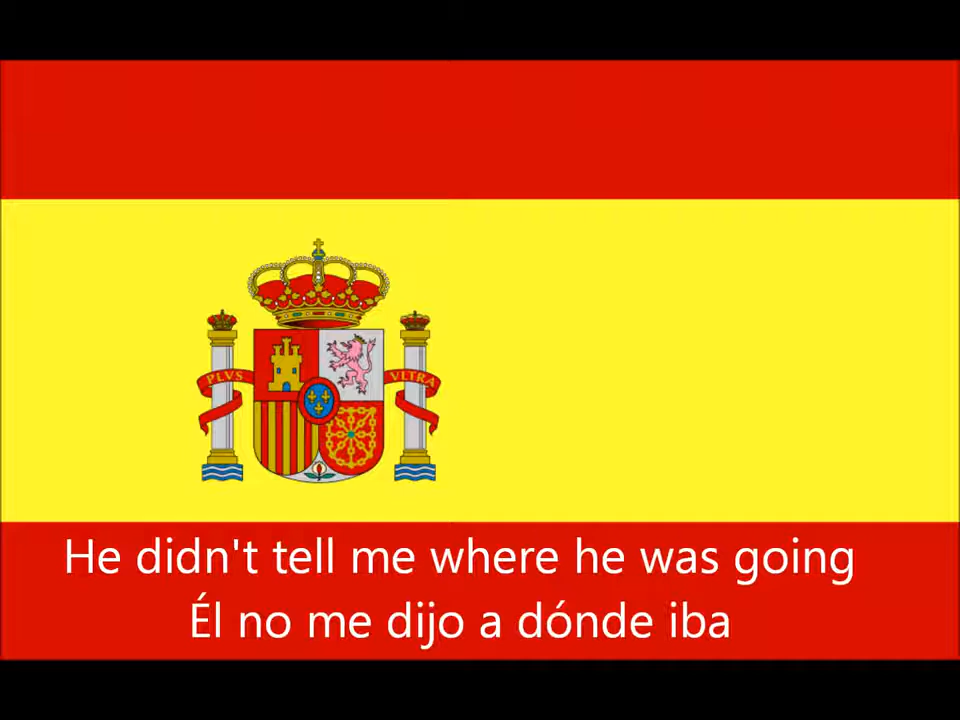 PLVS VLTRA
He didn't tell me where he was going
Él no me dijo a dónde iba